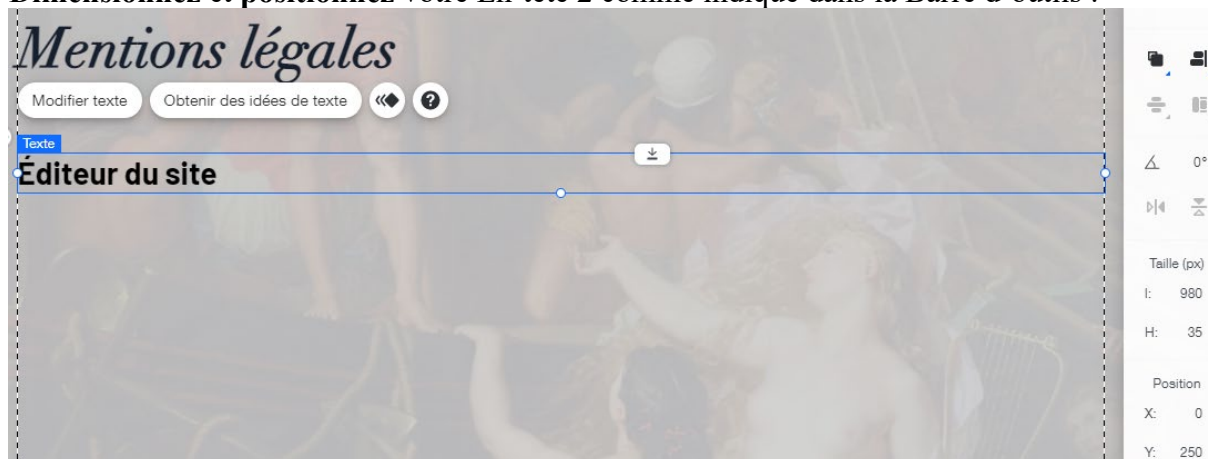 Dimensionnez et positionnez votre En-tête 2 comme indiqué dans la Barre d'outils :
Mentions légales
Modifier texte
Obtenir des idées de texte
?
Texte
Éditeur du site
0°
Taille (px)
l: 980
H: 35
Position
X: 0
Y: 250